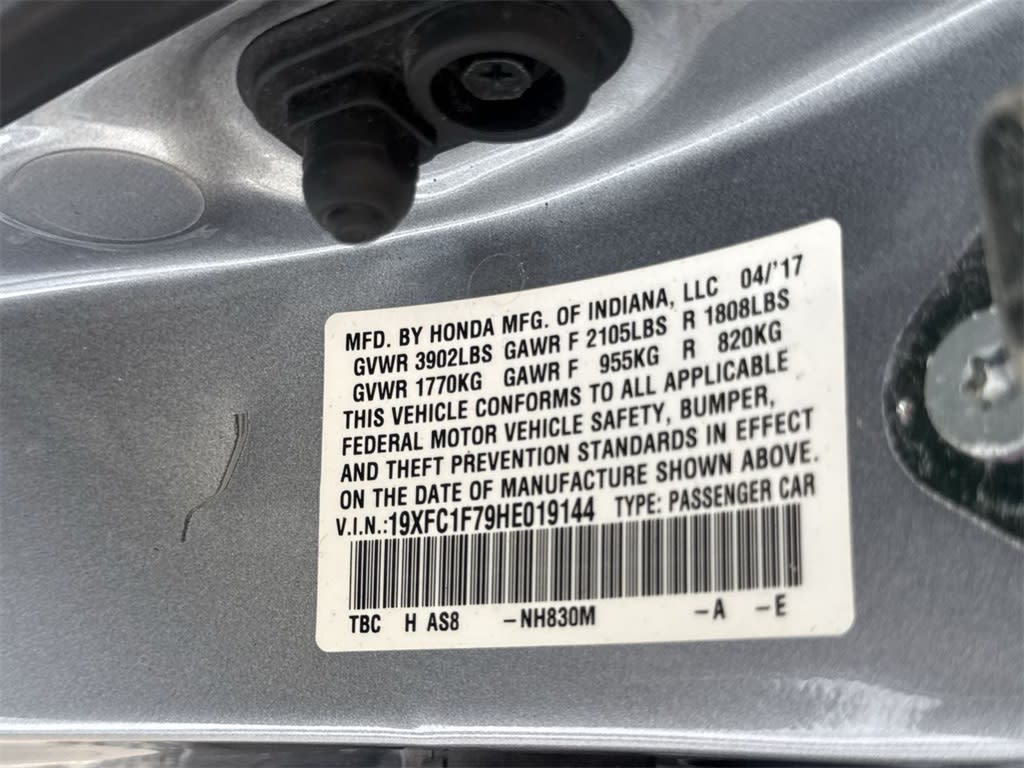 MFD. BY HONDA MFG. OF INDIANA, LLC 04/'17
GVWR 3902LBS GAWR F 2105LBS R 1808LBS
GVWR 1770KG GAWR F 955KG R 820KG
THIS VEHICLE CONFORMS TO ALL APPLICABLE
FEDERAL MOTOR VEHICLE SAFETY, BUMPER,
AND THEFT PREVENTION STANDARDS IN EFFECT
ON THE DATE OF MANUFACTURE SHOWN ABOVE.
V.I.N.:19XFC1F79HE019144 TYPE: PASSENGER CAR
TBC H AS8 –NH830M –A –E